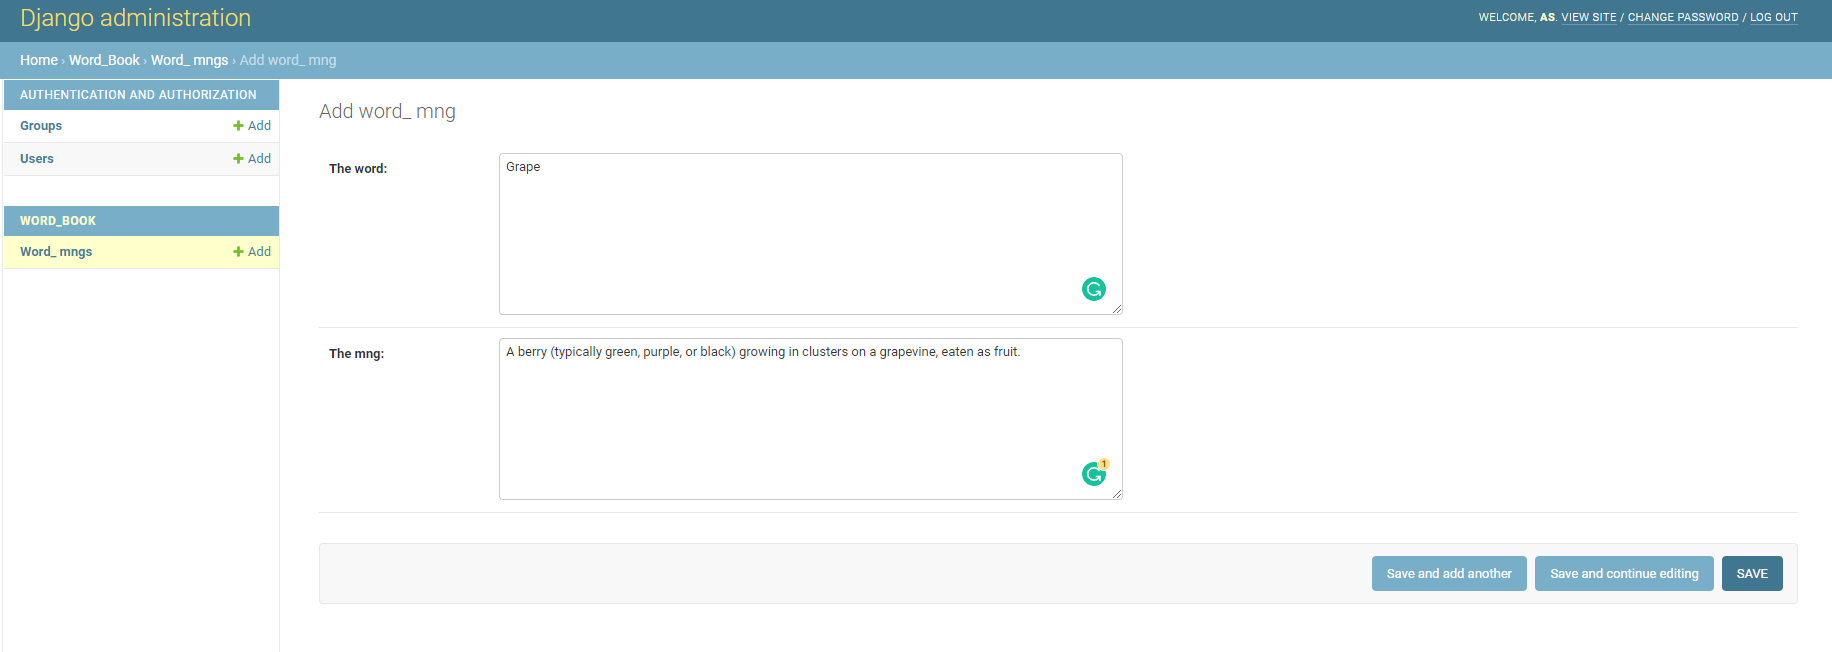 Django administration
WELCOME, AS. VIEW SITE / CHANGE PASSWORD / LOG OUT
Home › Word_Book › Word_ mngs › Add word_ mng
AUTHENTICATION AND AUTHORIZATION
Groups + Add
Users + Add
WORD_BOOK
Word_ mngs + Add
Add word_ mng
The word:
Grape
The mng:
A berry (typically green, purple, or black) growing in clusters on a grapevine, eaten as fruit.
1
Save and add another
Save and continue editing
SAVE